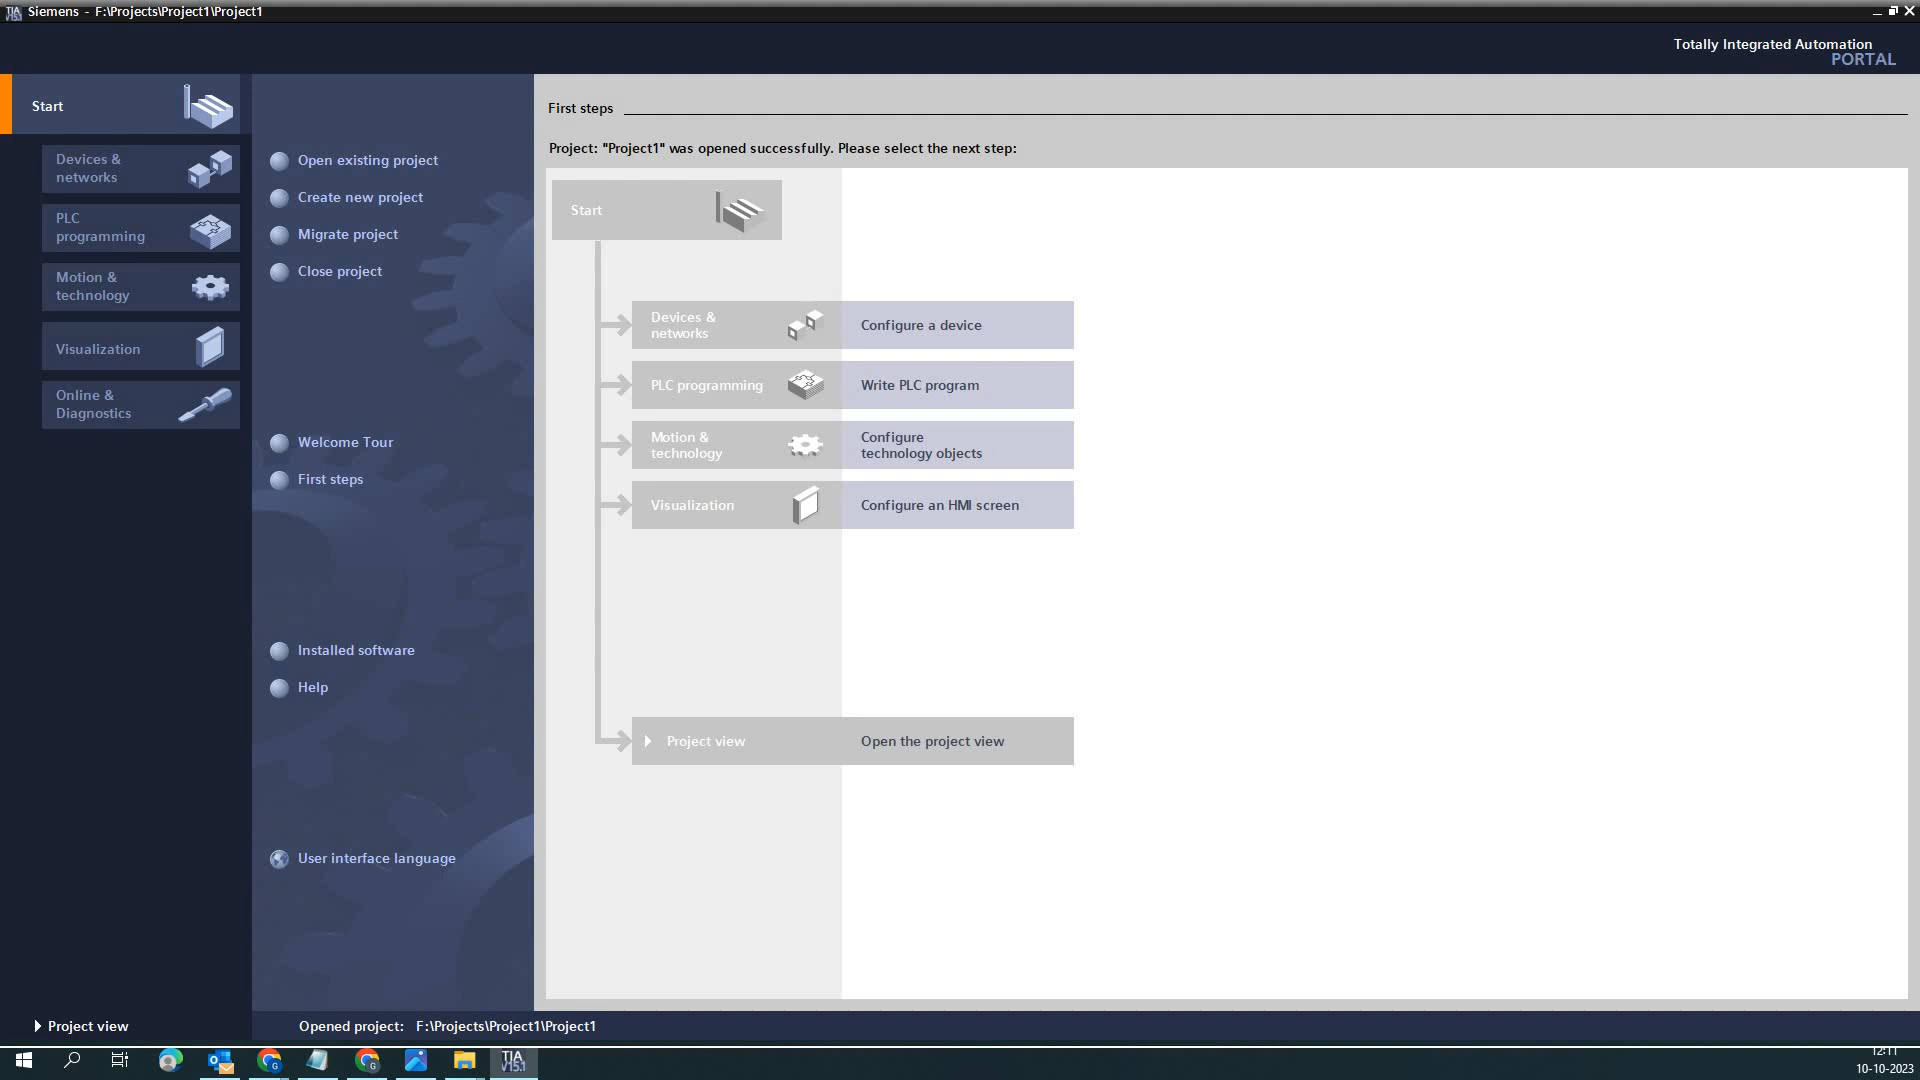 Siemens - F:\Projects\Project1\Project1
Totally Integrated Automation
PORTAL
Start
Devices &
networks
PLC
programming
Motion &
technology
Visualization
Online &
Diagnostics
Open existing project
Create new project
Migrate project
Close project
Welcome Tour
First steps
Installed software
Help
User interface language
First steps
Project: "Project1" was opened successfully. Please select the next step:
Start
Devices &
networks
Configure a device
PLC programming
Write PLC program
Motion &
technology
Configure
technology objects
Visualization
Configure an HMI screen
Project view
Open the project view
Project view
Opened project: F:\Projects\Project1\Project1
TIA
V15.1
12:11
10-10-2023